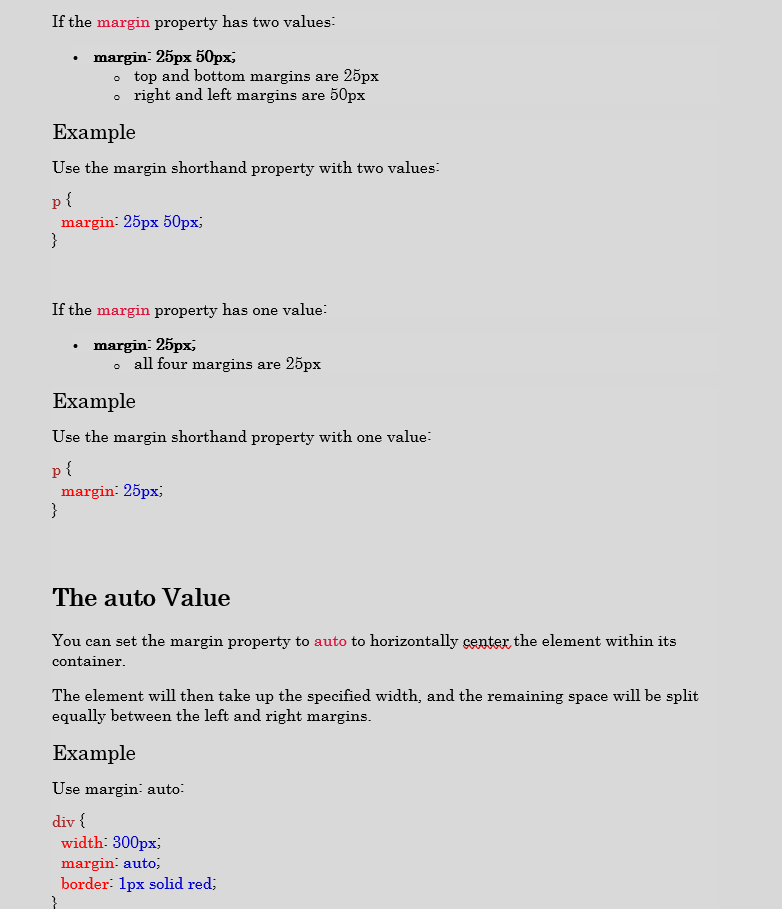 If the margin property has two values:
• margin: 25px 50px;
o top and bottom margins are 25px
o right and left margins are 50px
Example
Use the margin shorthand property with two values:
p {
margin: 25px 50px;
}
If the margin property has one value:
• margin: 25px;
o all four margins are 25px
Example
Use the margin shorthand property with one value:
p {
margin: 25px;
}
The auto Value
You can set the margin property to auto to horizontally center the element within its
container.
The element will then take up the specified width, and the remaining space will be split
equally between the left and right margins.
Example
Use margin: auto:
div {
width: 300px;
margin: auto;
border: 1px solid red;
}